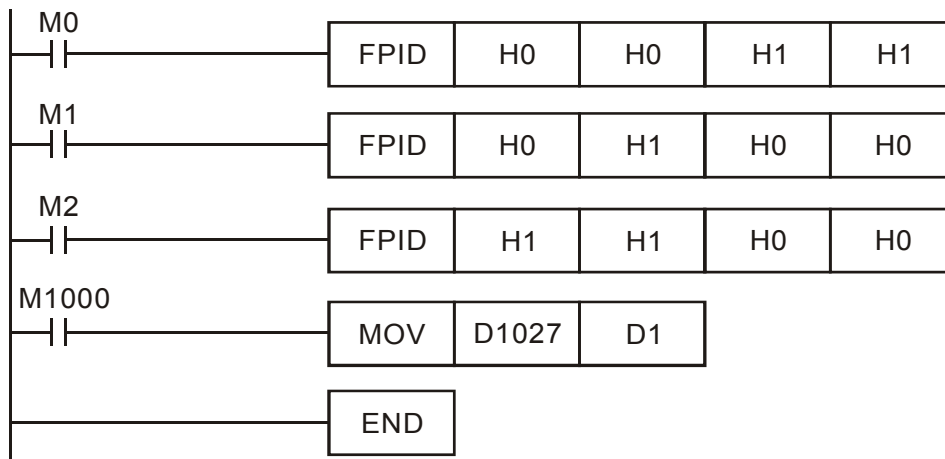 M0
FPID H0 H0 H1 H1
M1
FPID H0 H1 H0 H0
M2
FPID H1 H1 H0 H0
M1000
MOV D1027 D1
END